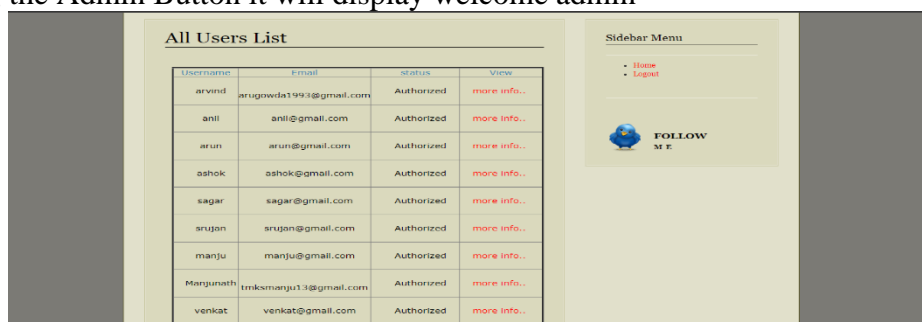 the Admin Button it will display welcome admin
All Users List
Username Email status View
arvind arugowda1993@gmail.com Authorized more info..
anil anil@gmail.com Authorized more info..
arun arun@gmail.com Authorized more info..
ashok ashok@gmail.com Authorized more info..
sagar sagar@gmail.com Authorized more info..
srujan srujan@gmail.com Authorized more info..
manju manju@gmail.com Authorized more info..
Manjunath tmksmanju13@gmail.com Authorized more info..
venkat venkat@gmail.com Authorized more info..
Sidebar Menu
Home
Logout
FOLLOW
M E